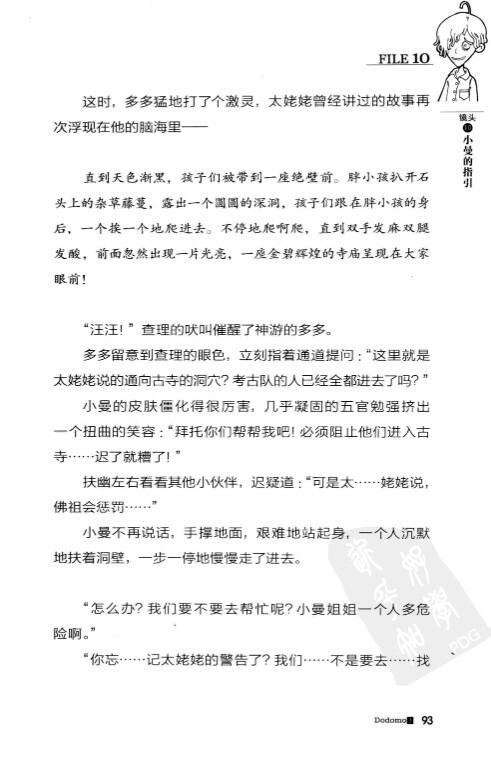 FILE 10
镜头
10
小曼的指引
这时，多多猛地打了个激灵，太姥姥曾经讲过的故事再
次浮现在他的脑海里——
直到天色渐黑，孩子们被带到一座绝壁前。胖小孩扒开石
头上的杂草藤蔓，露出一个圆圆的深洞，孩子们跟在胖小孩的身
后，一个挨一个地爬进去。不停地爬啊爬，直到双手发麻双腿
发酸，前面忽然出现一片光亮，一座金碧辉煌的寺庙呈现在大家
眼前！
“汪汪！”查理的吠叫催醒了神游的多多。
多多留意到查理的眼色，立刻指着通道提问：“这里就是
太姥姥说的通向古寺的洞穴？考古队的人已经全都进去了吗？”
小曼的皮肤僵化得很厉害，几乎凝固的五官勉强挤出
一个扭曲的笑容：“拜托你们帮帮我吧！必须阻止他们进入古
寺……迟了就糟了！”
扶幽左右看看其他小伙伴，迟疑道：“可是太……姥姥说，
佛祖会惩罚……”
小曼不再说话，手撑地面，艰难地站起身，一个人沉默
地扶着洞壁，一步一停地慢慢走了进去。
“怎么办？我们要不要去帮忙呢？小曼姐姐一个人多危
险啊。”
“你忘……记太姥姥的警告了？我们……不是要去……找
PDG
Dodomo 93